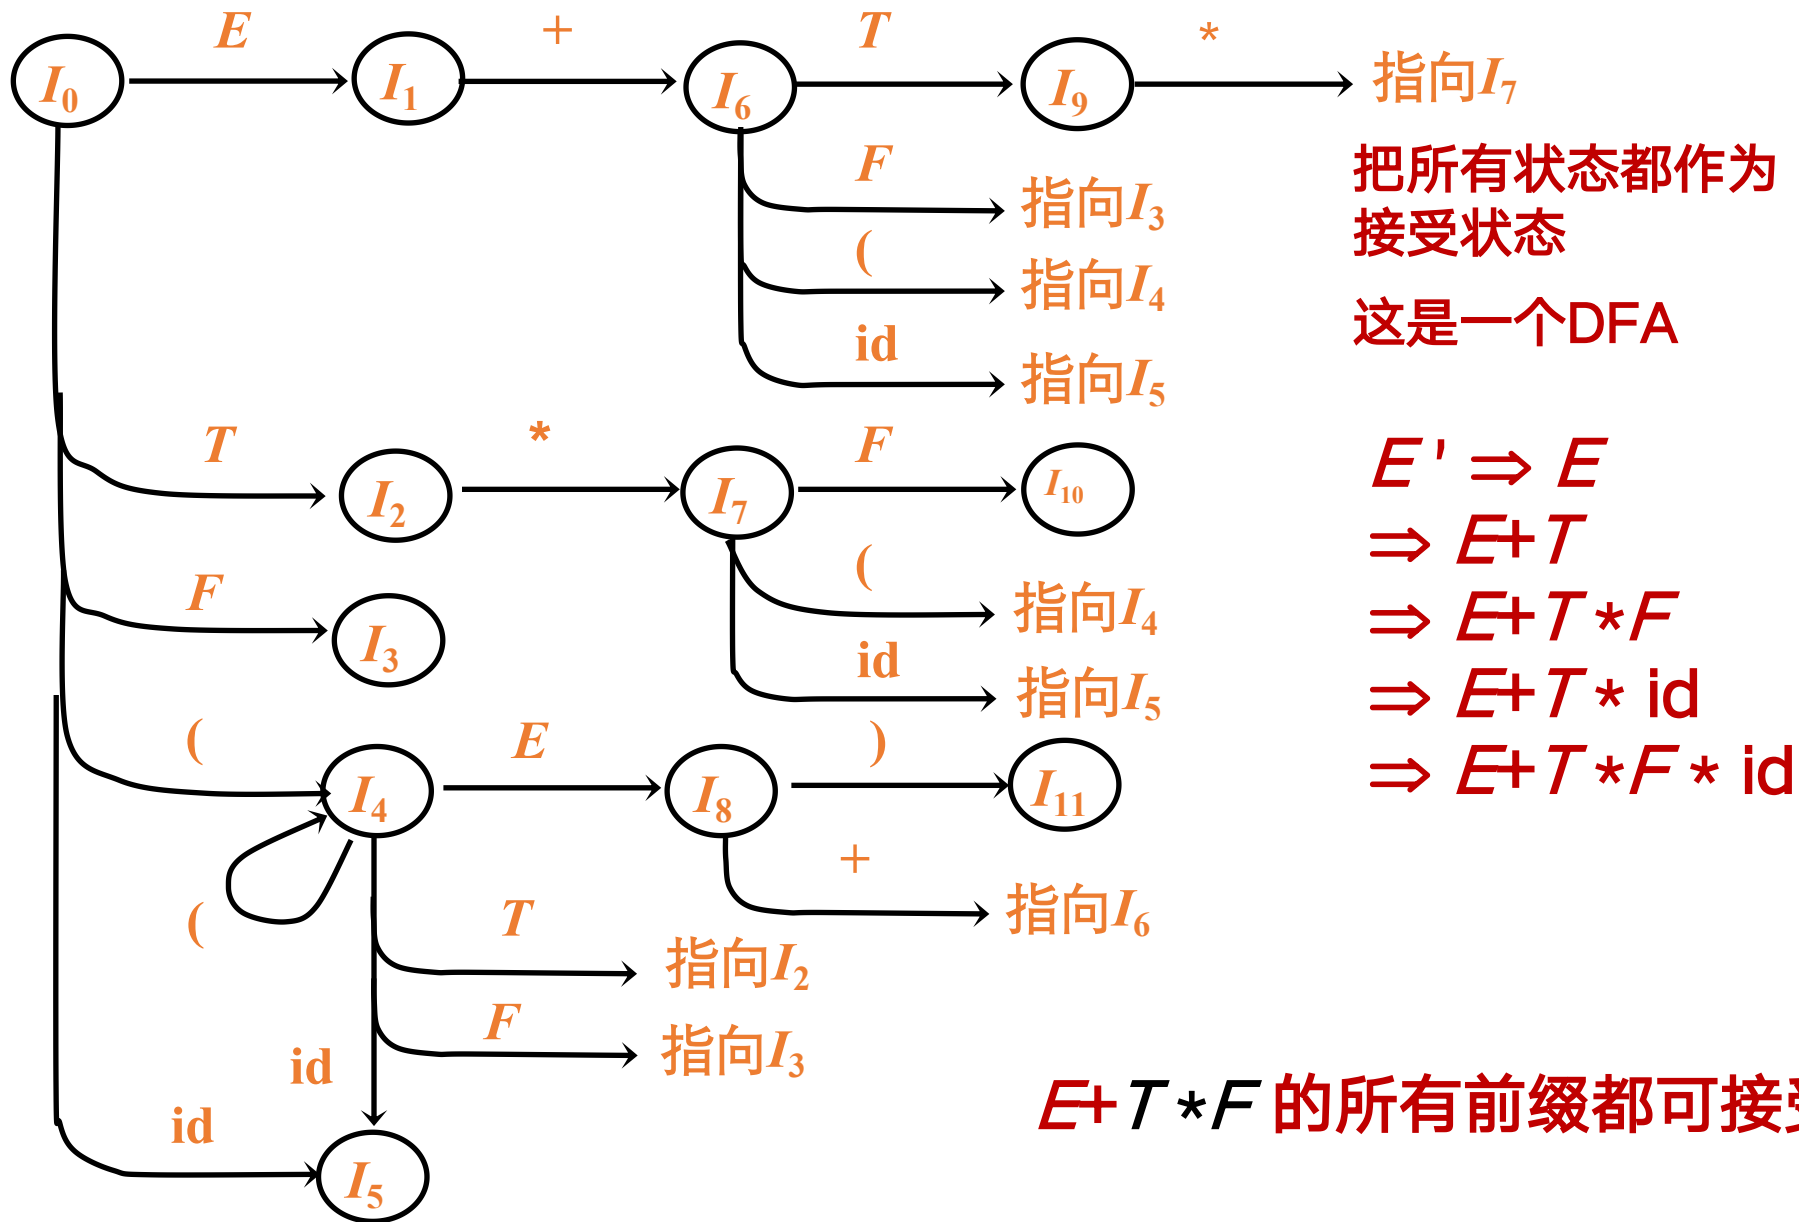 E + T *
I0 I1 I6 I9 指向I7
F
指向I3
(
指向I4
id
指向I5
把所有状态都作为
接受状态
这是一个DFA
T * F
I2 I7 I10
(
指向I4
id
指向I5
F
I3
( E )
I4 I8 I11
+
指向I6
(
T
指向I2
F
指向I3
id
id
I5
E' ⇒ E
⇒ E+T
⇒ E+T*F
⇒ E+T* id
⇒ E+T*F* id
E+T*F 的所有前缀都可接受